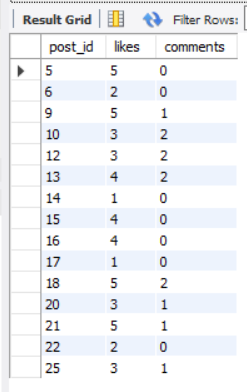 Result Grid Filter Rows:
post_id likes comments
5 5 0
6 2 0
9 5 1
10 3 2
12 3 2
13 4 2
14 1 0
15 4 0
16 4 0
17 1 0
18 5 2
20 3 1
21 5 1
22 2 0
25 3 1